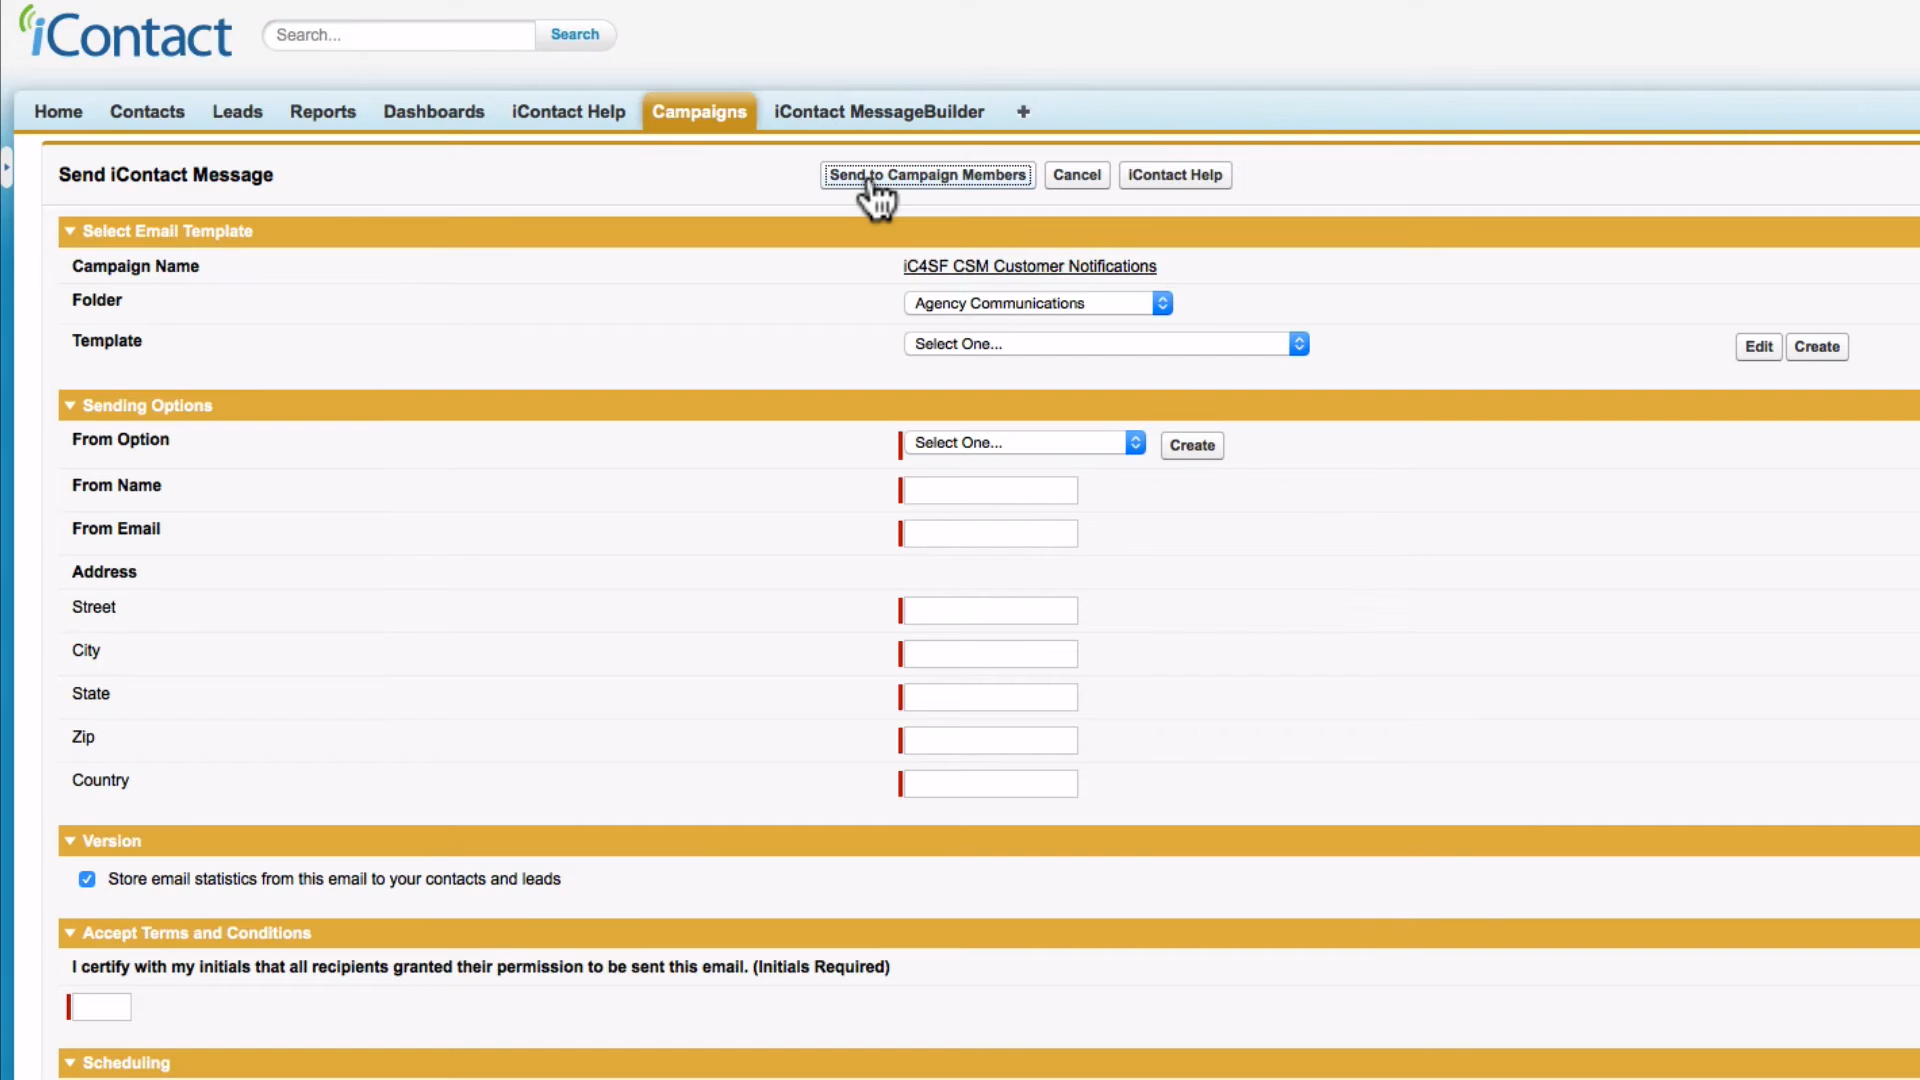 iContact
Search...
Search
Home
Contacts
Leads
Reports
Dashboards
iContact Help
Campaigns
iContact MessageBuilder
+
Send iContact Message
Send to Campaign Members
Cancel
iContact Help
Select Email Template
Campaign Name
iC4SF CSM Customer Notifications
Folder
Agency Communications
Template
Select One...
Edit
Create
Sending Options
From Option
Select One...
Create
From Name
From Email
Address
Street
City
State
Zip
Country
Version
Store email statistics from this email to your contacts and leads
Accept Terms and Conditions
I certify with my initials that all recipients granted their permission to be sent this email. (Initials Required)
Scheduling